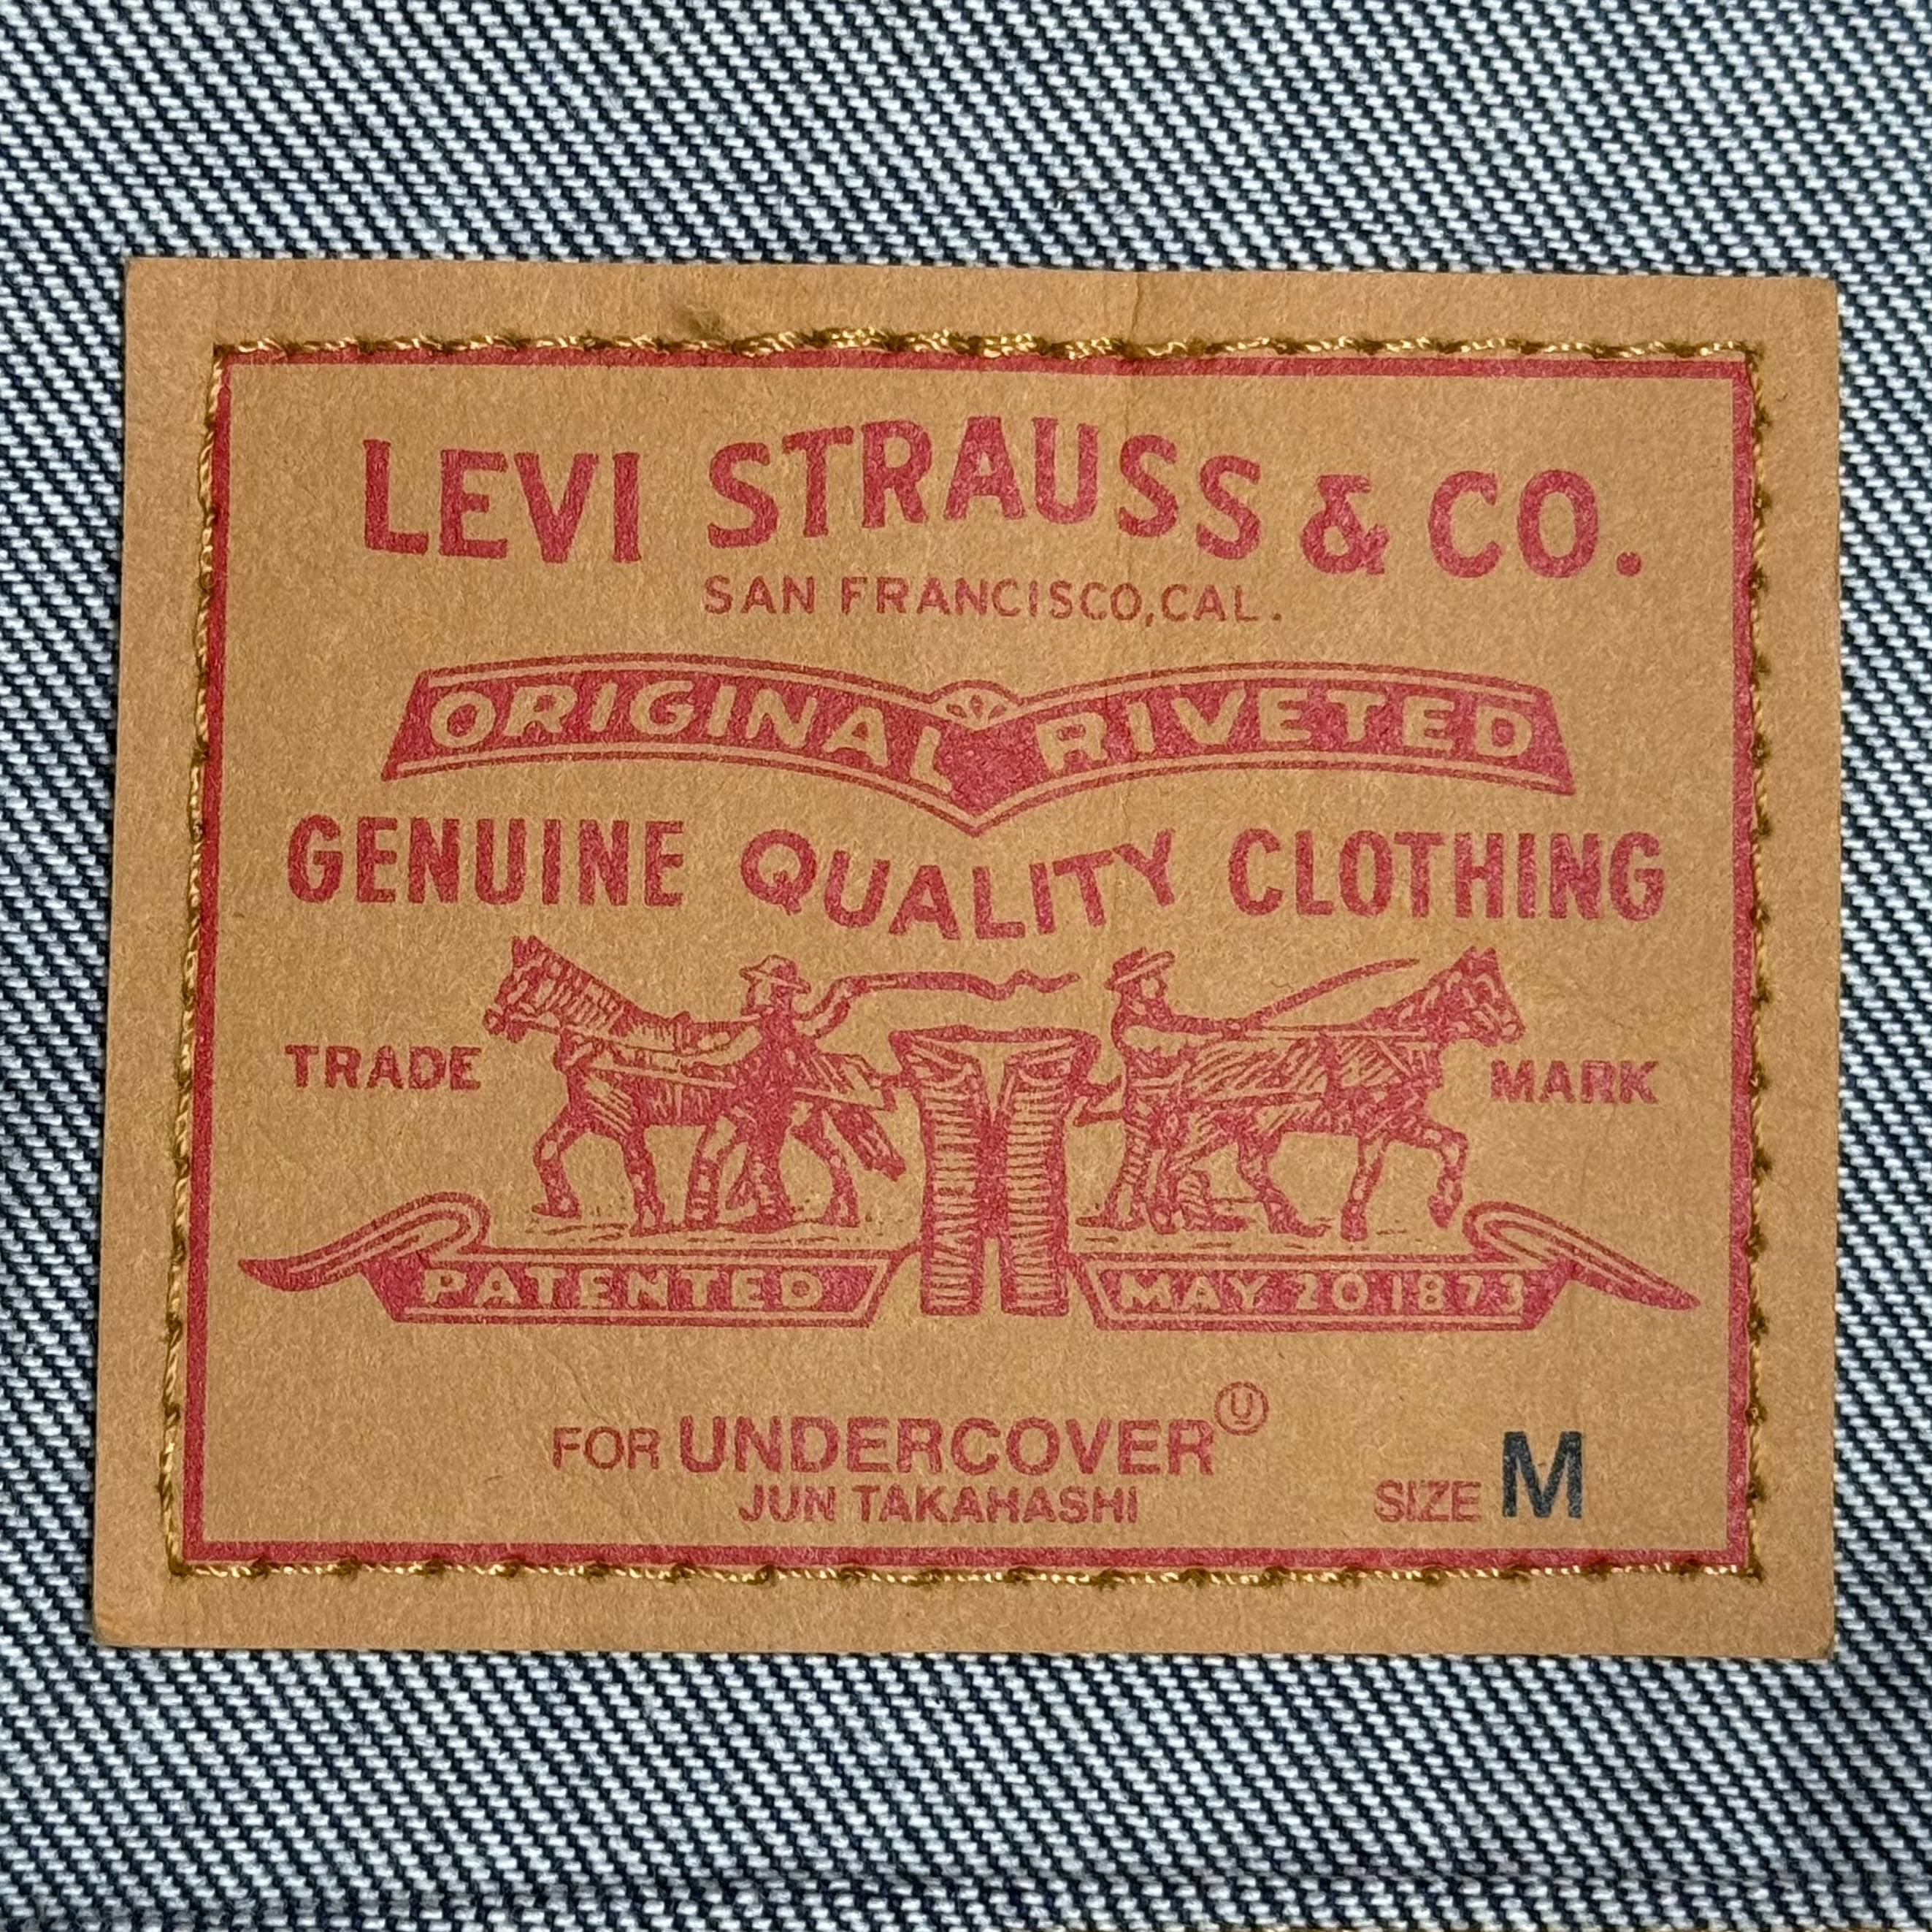 LEVI STRAUSS & CO.
SAN FRANCISCO, CAL.
ORIGINAL RIVETED
GENUINE QUALITY CLOTHING
TRADE MARK
PATENTED MAY 20 1873
FOR UNDERCOVER Ⓤ
JUN TAKAHASHI
SIZE M